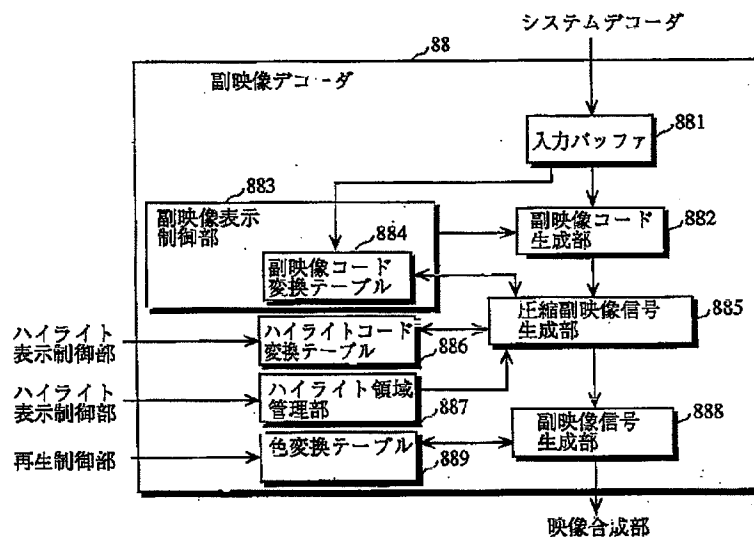 システムデコーダ
88
副映像デコーダ
入力バッファ
881
883
副映像表示
制御部
884
副映像コード
変換テーブル
副映像コード
生成部
882
圧縮副映像信号
生成部
885
ハイライト
表示制御部
ハイライトコード
変換テーブル
886
ハイライト
表示制御部
ハイライト領域
管理部
887
副映像信号
生成部
888
再生制御部
色変換テーブル
889
映像合成部